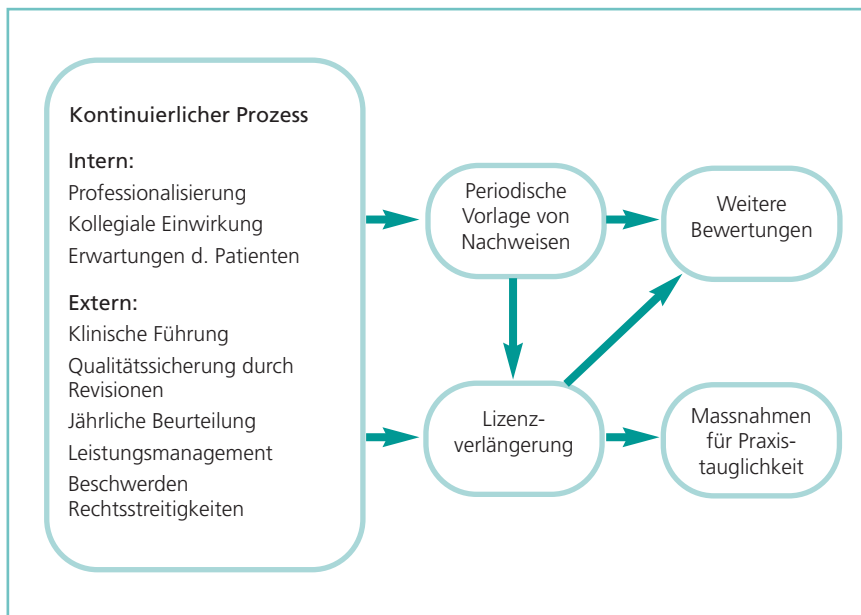 Kontinuierlicher Prozess
Intern:
Professionalisierung
Kollegiale Einwirkung
Erwartungen d. Patienten
Extern:
Klinische Führung
Qualitätssicherung durch
Revisionen
Jährliche Beurteilung
Leistungsmanagement
Beschwerden
Rechtsstreitigkeiten
Periodische
Vorlage von
Nachweisen
Weitere
Bewertungen
Lizenz-
verlängerung
Massnahmen
für Praxis-
tauglichkeit